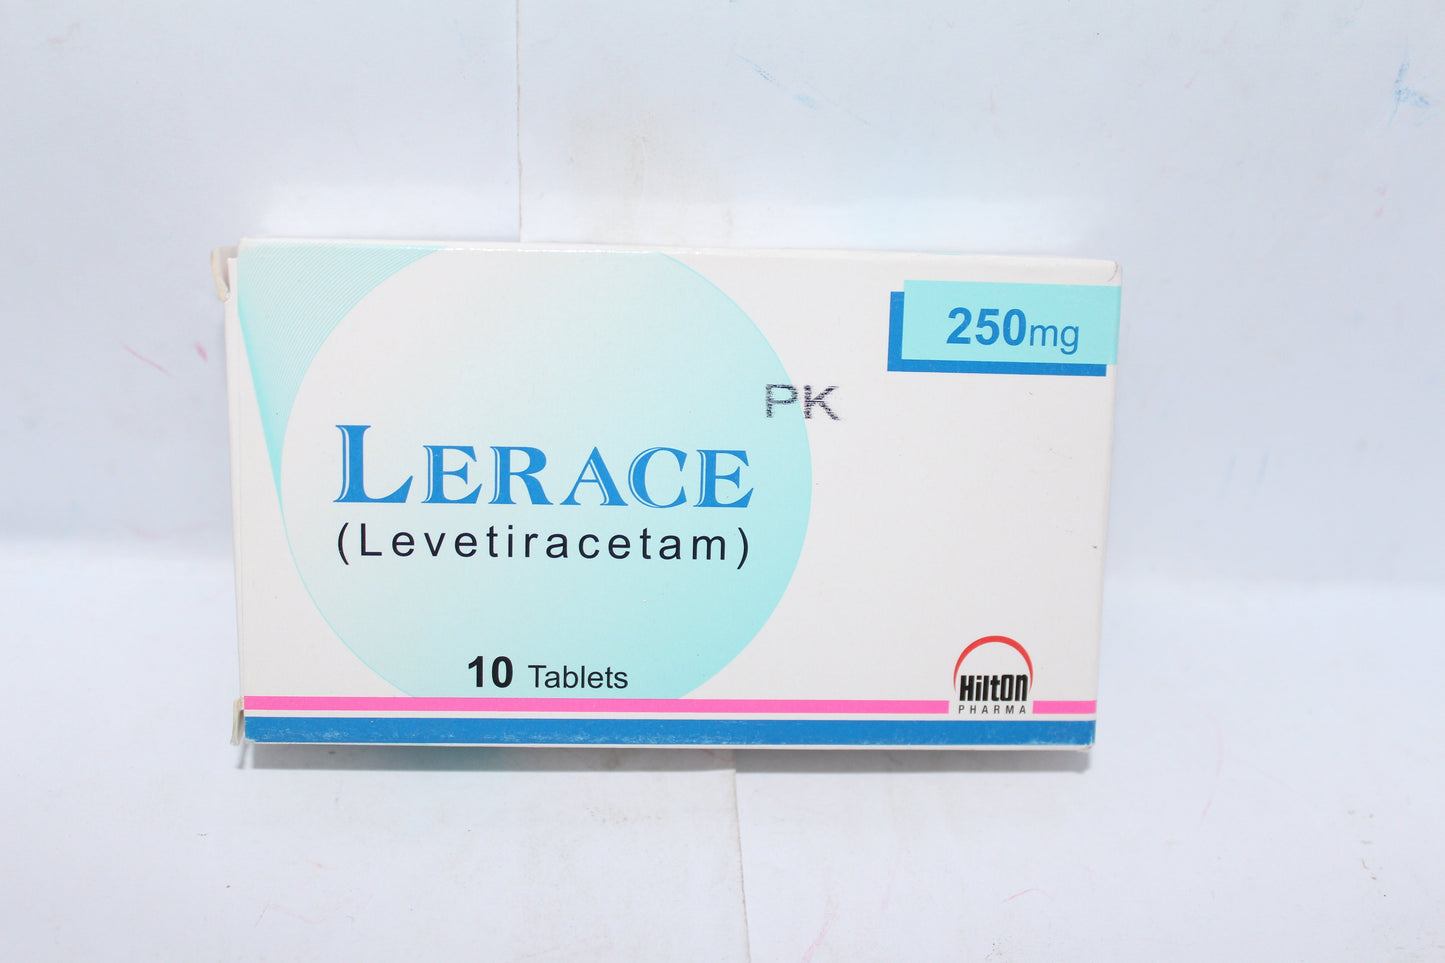 250mg
PK
LERACE
(Levetiracetam)
10 Tablets
HiltOn
PHARMA